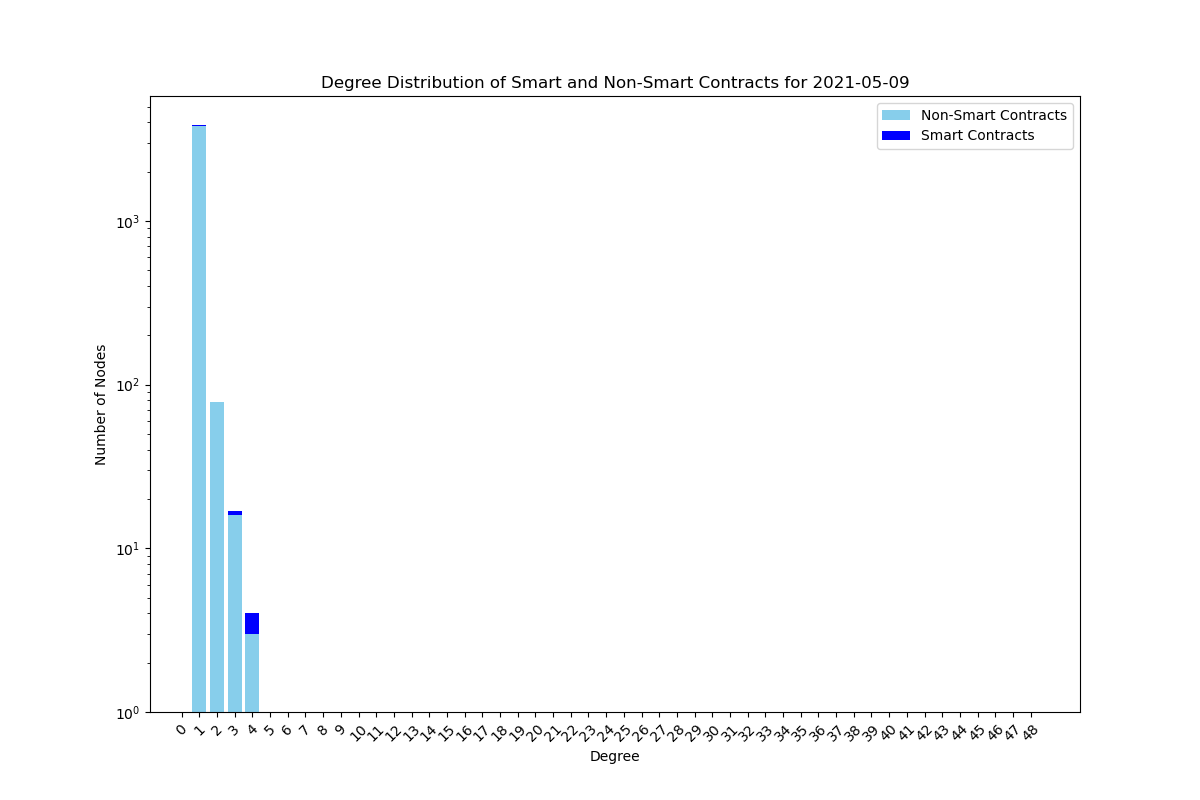 Degree Distribution of Smart and Non-Smart Contracts for 2021-05-09
Non-Smart Contracts
Smart Contracts
Number of Nodes
10³
10²
10¹
10⁰
0 1 2 3 4 5 6 7 8 9 10 11 12 13 14 15 16 17 18 19 20 21 22 23 24 25 26 27 28 29 30 31 32 33 34 35 36 37 38 39 40 41 42 43 44 45 46 47 48
Degree